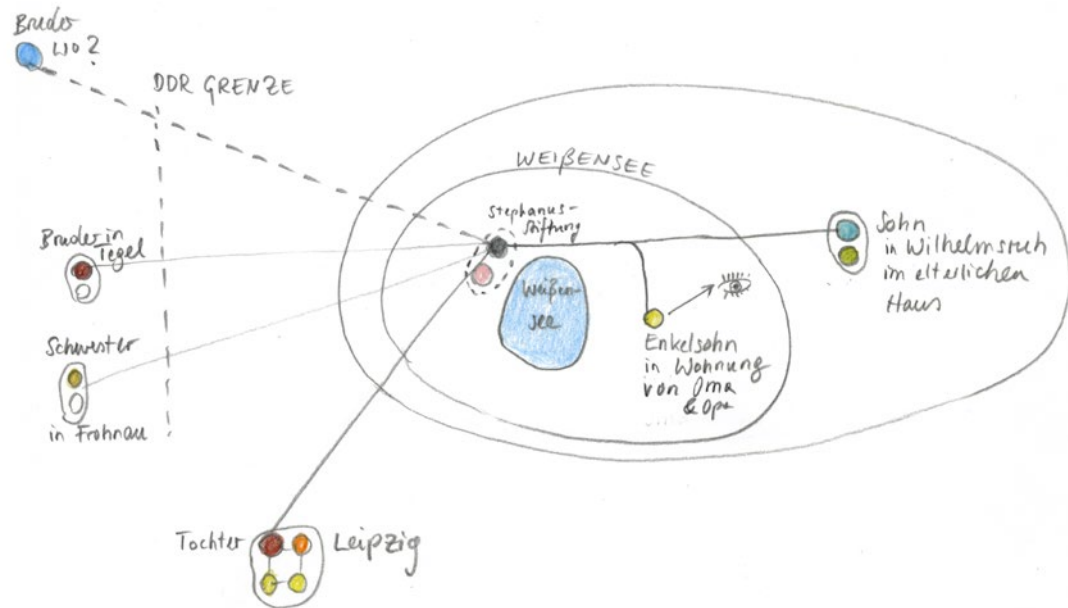 Bruder
wo?
DDR GRENZE
WEIßENSEE
Stephanus-
stiftung
Bruder in
Tegel
Sohn
in Wilhelmsruh
im elterlichen
Haus
Weißen-
see
Schwester
in Frohnau
Enkelsohn
in Wohnung
von Oma
& Opa
Tochter
Leipzig